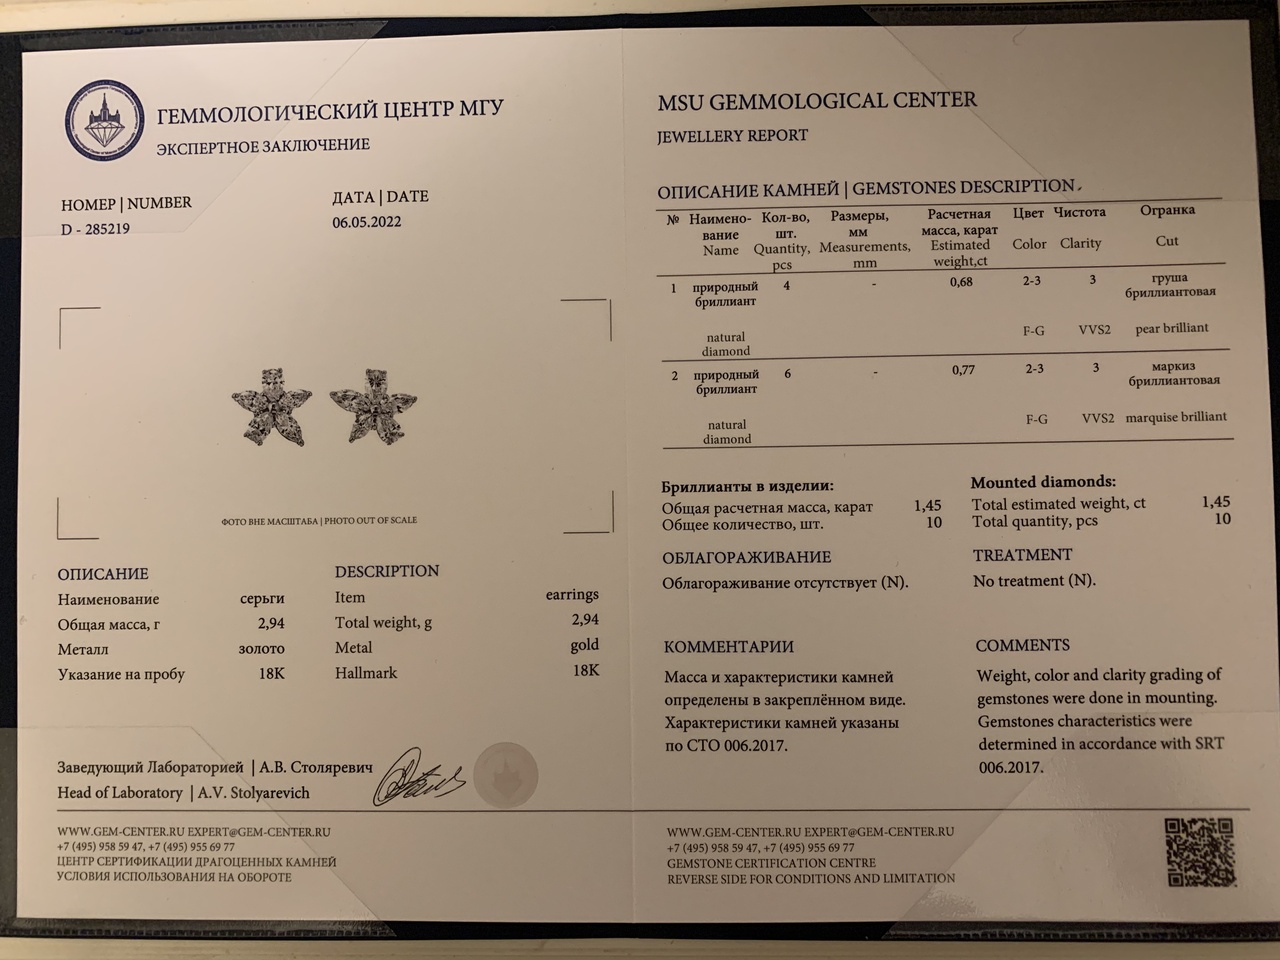 ГЕММОЛОГИЧЕСКИЙ ЦЕНТР МГУ
ЭКСПЕРТНОЕ ЗАКЛЮЧЕНИЕ
НОМЕР | NUMBER
D - 285219
ДАТА | DATE
06.05.2022
ФОТО ВНЕ МАСШТАБА | PHOTO OUT OF SCALE
ОПИСАНИЕ
Наименование серьги
Общая масса, г 2,94
Металл золото
Указание на пробу 18K
DESCRIPTION
Item earrings
Total weight, g 2,94
Metal gold
Hallmark 18K
Заведующий Лабораторией | А.В. Столяревич
Head of Laboratory | A.V. Stolyarevich
WWW.GEM-CENTER.RU EXPERT@GEM-CENTER.RU
+7 (495) 958 59 47, +7 (495) 955 69 77
ЦЕНТР СЕРТИФИКАЦИИ ДРАГОЦЕННЫХ КАМНЕЙ
УСЛОВИЯ ИСПОЛЬЗОВАНИЯ НА ОБОРОТЕ
MSU GEMMOLOGICAL CENTER
JEWELLERY REPORT
ОПИСАНИЕ КАМНЕЙ | GEMSTONES DESCRIPTION
№ Наимено- Кол-во, Размеры, Расчетная Цвет Чистота Огранка
вание шт. мм масса, карат
Name Quantity, Measurements, Estimated Color Clarity Cut
pcs mm weight,ct
1 природный 4 - 0,68 2-3 3 груша
бриллиант бриллиантовая
natural F-G VVS2 pear brilliant
diamond
2 природный 6 - 0,77 2-3 3 маркиз
бриллиант бриллиантовая
natural F-G VVS2 marquise brilliant
diamond
Бриллианты в изделии:
Общая расчетная масса, карат 1,45
Общее количество, шт. 10
Mounted diamonds:
Total estimated weight, ct 1,45
Total quantity, pcs 10
ОБЛАГОРАЖИВАНИЕ
Облагораживание отсутствует (N).
TREATMENT
No treatment (N).
КОММЕНТАРИИ
Масса и характеристики камней
определены в закреплённом виде.
Характеристики камней указаны
по СТО 006.2017.
COMMENTS
Weight, color and clarity grading of
gemstones were done in mounting.
Gemstones characteristics were
determined in accordance with SRT
006.2017.
WWW.GEM-CENTER.RU EXPERT@GEM-CENTER.RU
+7 (495) 958 59 47, +7 (495) 955 69 77
GEMSTONE CERTIFICATION CENTRE
REVERSE SIDE FOR CONDITIONS AND LIMITATION